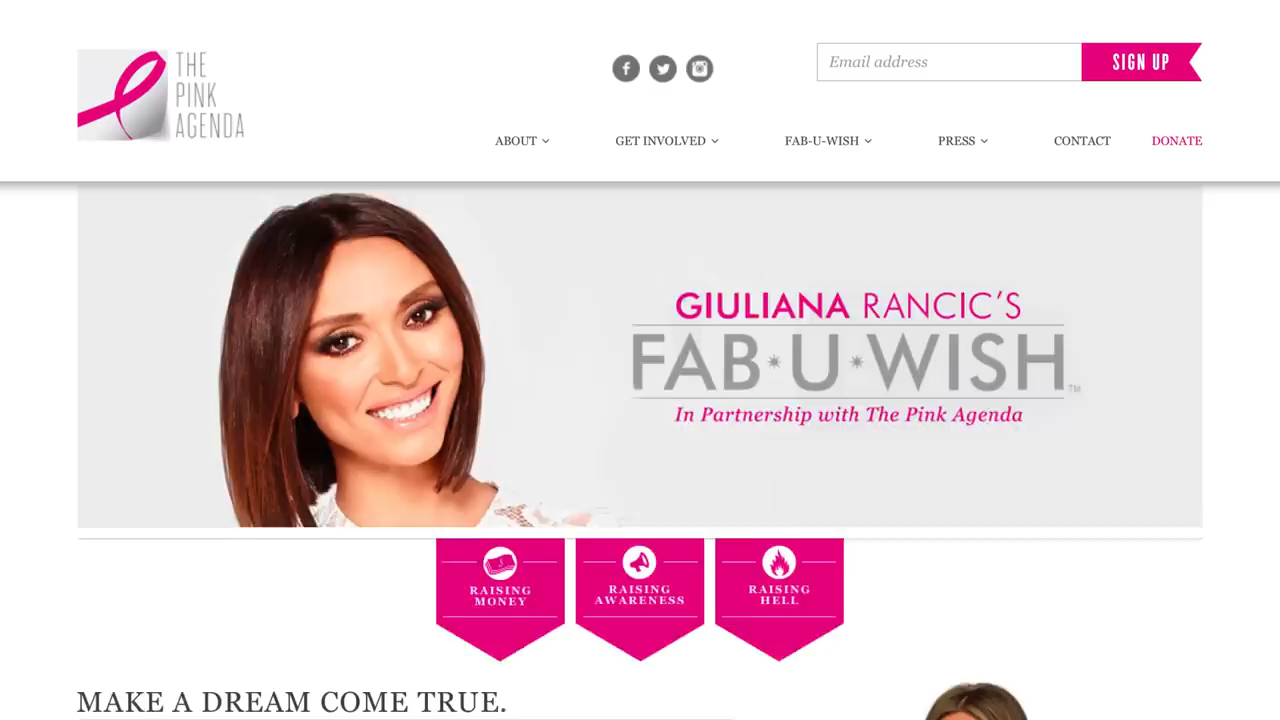 THE
PINK
AGENDA
Email address
SIGN UP
ABOUT
GET INVOLVED
FAB-U-WISH
PRESS
CONTACT
DONATE
GIULIANA RANCIC'S
FAB*U*WISH™
In Partnership with The Pink Agenda
RAISING
MONEY
RAISING
AWARENESS
RAISING
HELL
MAKE A DREAM COME TRUE.